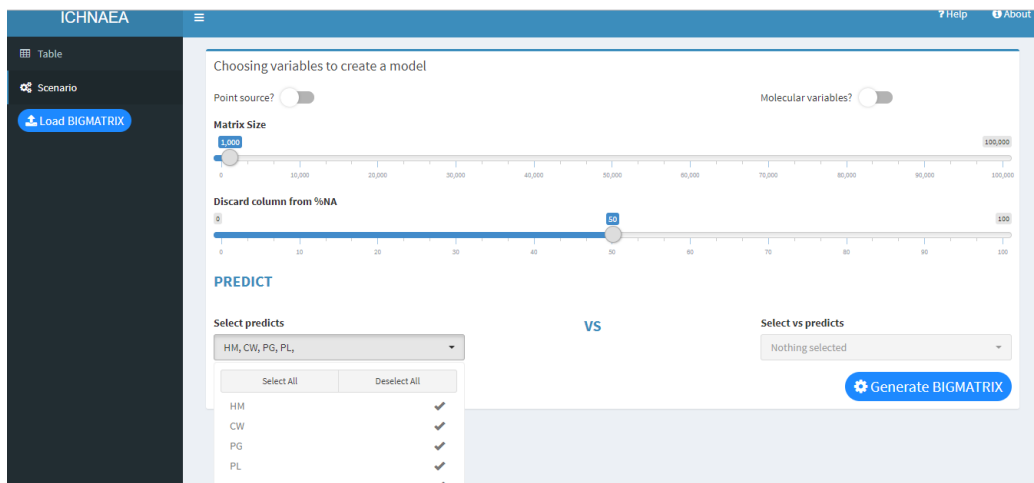 ICHNAEA
? Help
About
Table
Scenario
Load BIGMATRIX
Choosing variables to create a model
Point source?
Molecular variables?
Matrix Size
1,000
100,000
0 10,000 20,000 30,000 40,000 50,000 60,000 70,000 80,000 90,000 100,000
Discard column from %NA
0
50
100
0 10 20 30 40 50 60 70 80 90 100
PREDICT
Select predicts
VS
Select vs predicts
HM, CW, PG, PL,
Nothing selected
Select All
Deselect All
Generate BIGMATRIX
HM
CW
PG
PL